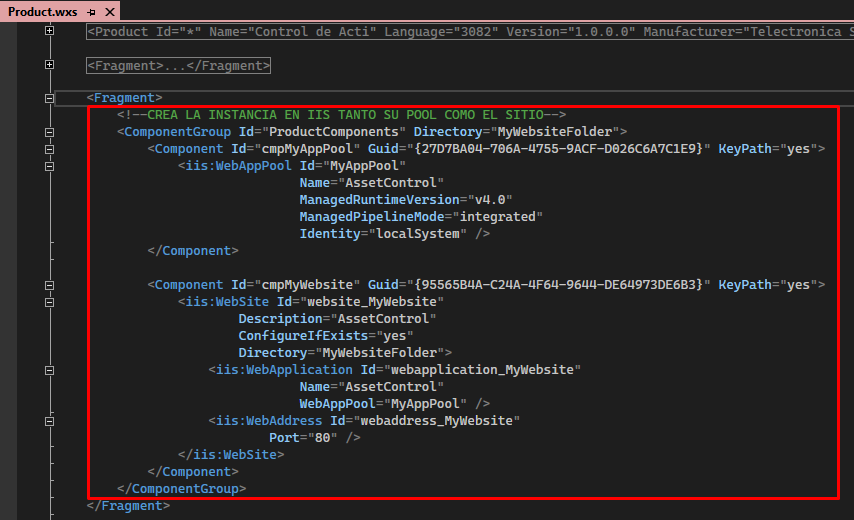 Product.wxs
<Product Id="*" Name="Control de Acti" Language="3082" Version="1.0.0.0" Manufacturer="Telectronica S
<Fragment>...</Fragment>
<Fragment>
<!--CREA LA INSTANCIA EN IIS TANTO SU POOL COMO EL SITIO-->
<ComponentGroup Id="ProductComponents" Directory="MyWebsiteFolder">
<Component Id="cmpMyAppPool" Guid="{27D7BA04-706A-4755-9ACF-D026C6A7C1E9}" KeyPath="yes">
<iis:WebAppPool Id="MyAppPool"
Name="AssetControl"
ManagedRuntimeVersion="v4.0"
ManagedPipelineMode="integrated"
Identity="localSystem" />
</Component>
<Component Id="cmpMyWebsite" Guid="{95565B4A-C24A-4F64-9644-DE64973DE6B3}" KeyPath="yes">
<iis:WebSite Id="website_MyWebsite"
Description="AssetControl"
ConfigureIfExists="yes"
Directory="MyWebsiteFolder">
<iis:WebApplication Id="webapplication_MyWebsite"
Name="AssetControl"
WebAppPool="MyAppPool" />
<iis:WebAddress Id="webaddress_MyWebsite"
Port="80" />
</iis:WebSite>
</Component>
</ComponentGroup>
</Fragment>